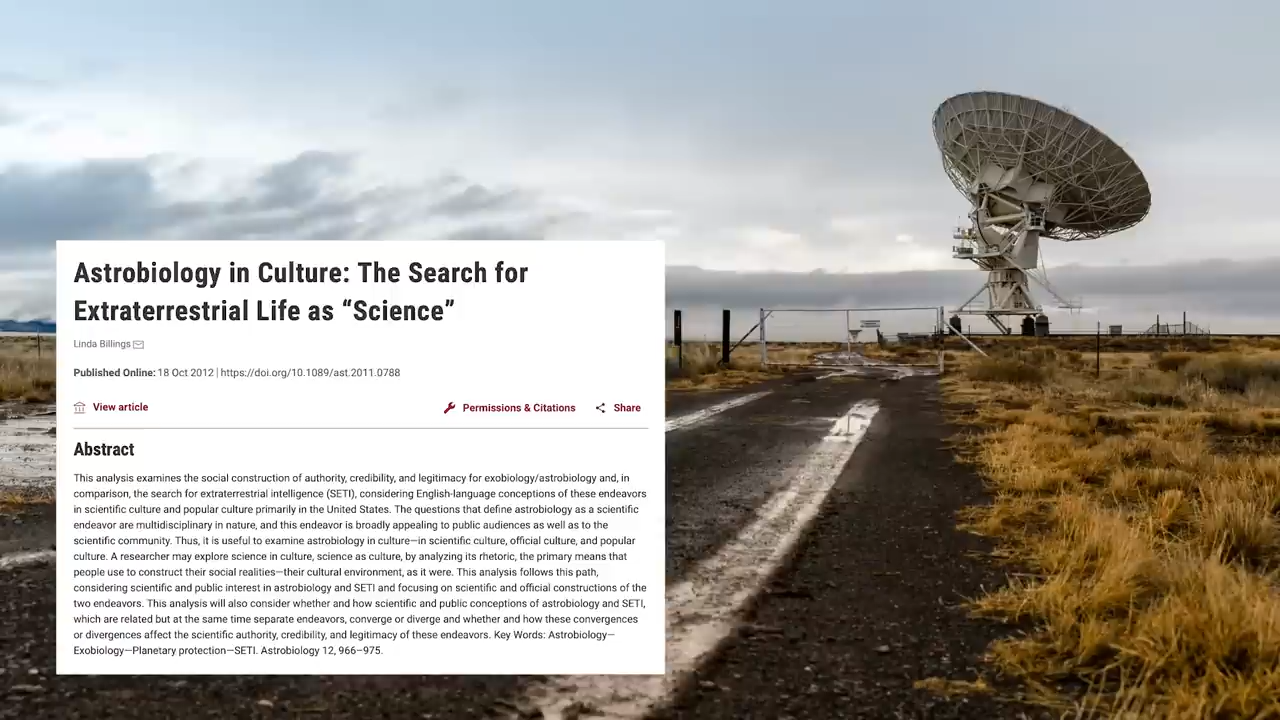 Astrobiology in Culture: The Search for
Extraterrestrial Life as “Science”
Linda Billings
Published Online: 18 Oct 2012 | https://doi.org/10.1089/ast.2011.0788
View article
Permissions & Citations
Share
Abstract
This analysis examines the social construction of authority, credibility, and legitimacy for exobiology/astrobiology and, in
comparison, the search for extraterrestrial intelligence (SETI), considering English-language conceptions of these endeavors
in scientific culture and popular culture primarily in the United States. The questions that define astrobiology as a scientific
endeavor are multidisciplinary in nature, and this endeavor is broadly appealing to public audiences as well as to the
scientific community. Thus, it is useful to examine astrobiology in culture—in scientific culture, official culture, and popular
culture. A researcher may explore science in culture, science as culture, by analyzing its rhetoric, the primary means that
people use to construct their social realities—their cultural environment, as it were. This analysis follows this path,
considering scientific and public interest in astrobiology and SETI and focusing on scientific and official constructions of the
two endeavors. This analysis will also consider whether and how scientific and public conceptions of astrobiology and SETI,
which are related but at the same time separate endeavors, converge or diverge and whether and how these convergences
or divergences affect the scientific authority, credibility, and legitimacy of these endeavors. Key Words: Astrobiology—
Exobiology—Planetary protection—SETI. Astrobiology 12, 966–975.